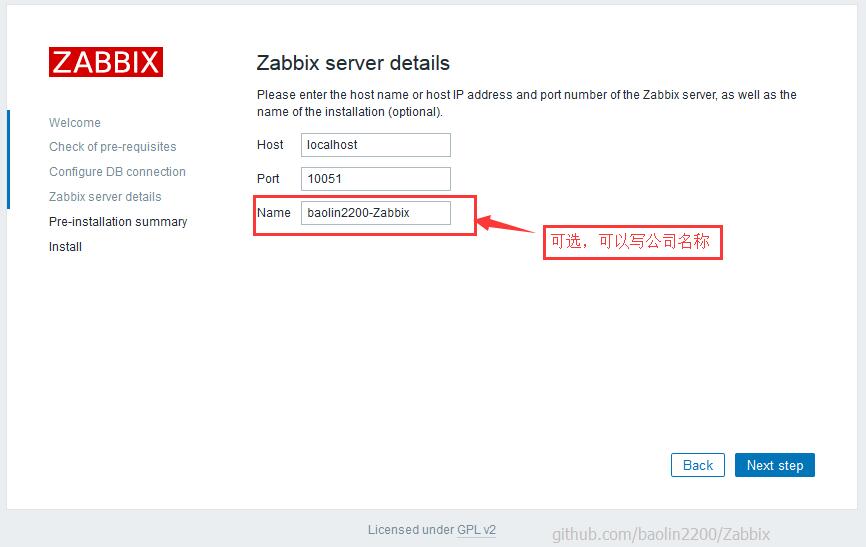 ZABBIX
Welcome
Check of pre-requisites
Configure DB connection
Zabbix server details
Pre-installation summary
Install
Zabbix server details
Please enter the host name or host IP address and port number of the Zabbix server, as well as the
name of the installation (optional).
Host localhost
Port 10051
Name baolin2200-Zabbix
可选，可以写公司名称
Back Next step
Licensed under GPL v2
github.com/baolin2200/Zabbix